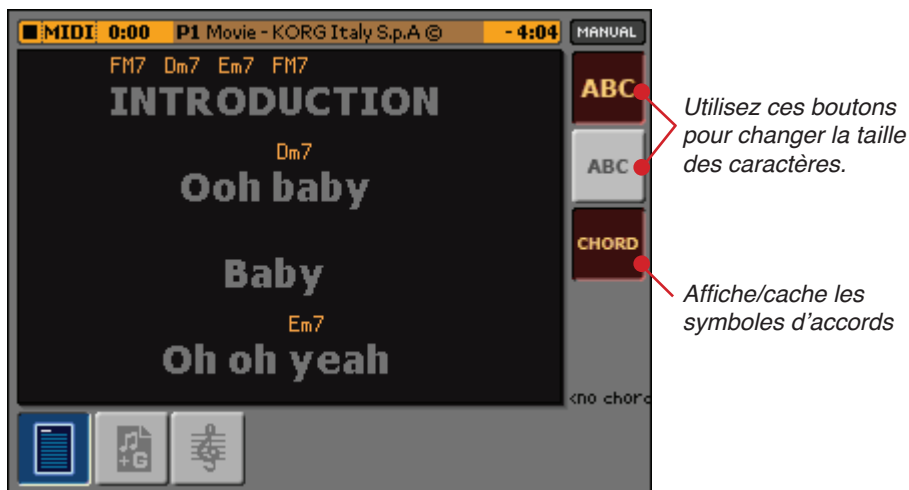 MIDI 0:00 P1 Movie - KORG Italy S.p.A © - 4:04 MANUAL
FM7 Dm7 Em7 FM7
INTRODUCTION
Dm7
Ooh baby
Baby
Em7
Oh oh yeah
ABC
ABC
CHORD
<no chord
+G
Utilisez ces boutons
pour changer la taille
des caractères.
Affiche/cache les
symboles d’accords